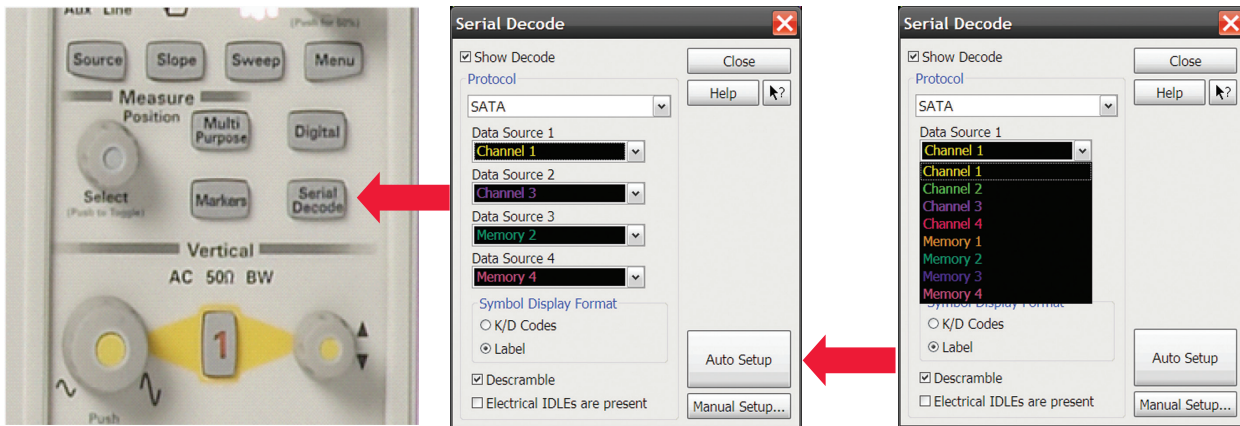 Aux Line
(Push for 50%)
Source Slope Sweep Menu
Measure
Position
Multi
Purpose
Digital
Select
(Push to Toggle)
Markers
Serial
Decode
Vertical
AC 50Ω BW
1
Push
Serial Decode
Show Decode
Close
Protocol
Help ?
SATA
Data Source 1
Channel 1
Data Source 2
Channel 3
Data Source 3
Memory 2
Data Source 4
Memory 4
Symbol Display Format
K/D Codes
Label
Auto Setup
Descramble
Electrical IDLEs are present
Manual Setup...
Serial Decode
Show Decode
Close
Protocol
Help ?
SATA
Data Source 1
Channel 1
Channel 1
Channel 2
Channel 3
Channel 4
Memory 1
Memory 2
Memory 3
Memory 4
Symbol Display Format
K/D Codes
Label
Auto Setup
Descramble
Electrical IDLEs are present
Manual Setup...